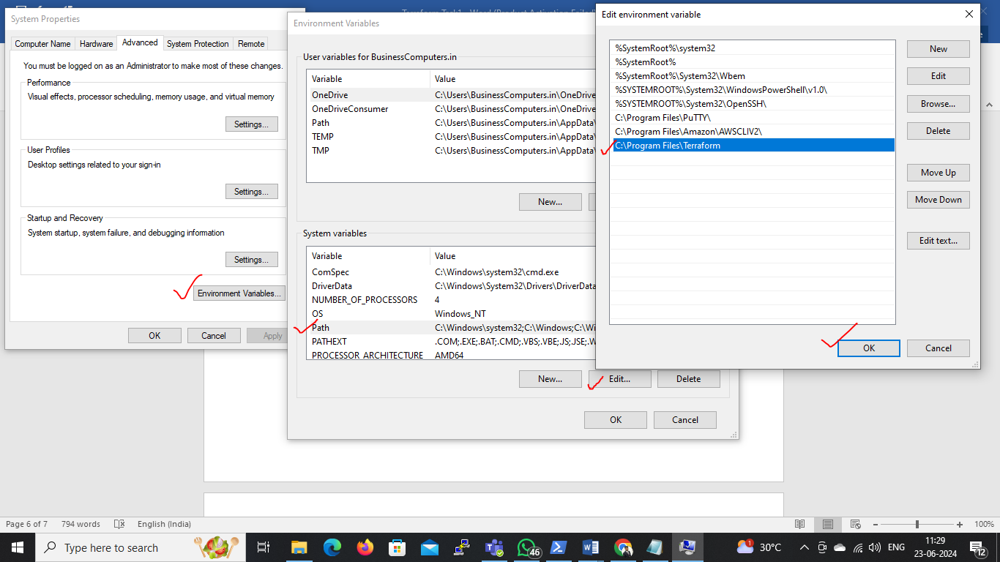 Terraform Task1 - Word (Product Activation Failed)
System Properties
Computer Name
Hardware
Advanced
System Protection
Remote
You must be logged on as an Administrator to make most of these changes.
Performance
Visual effects, processor scheduling, memory usage, and virtual memory
Settings...
User Profiles
Desktop settings related to your sign-in
Settings...
Startup and Recovery
System startup, system failure, and debugging information
Settings...
Environment Variables...
OK
Cancel
Apply
Environment Variables
User variables for BusinessComputers.in
Variable Value
OneDrive C:\Users\BusinessComputers.in\OneDrive
OneDriveConsumer C:\Users\BusinessComputers.in\OneDrive
Path C:\Users\BusinessComputers.in\AppData\
TEMP C:\Users\BusinessComputers.in\AppData\
TMP C:\Users\BusinessComputers.in\AppData\
New...
System variables
Variable Value
ComSpec C:\Windows\system32\cmd.exe
DriverData C:\Windows\System32\Drivers\DriverData
NUMBER_OF_PROCESSORS 4
OS Windows_NT
Path C:\Windows\system32;C:\Windows;C:\Wi
PATHEXT .COM;.EXE;.BAT;.CMD;.VBS;.VBE;.JS;.JSE;.W
PROCESSOR_ARCHITECTURE AMD64
New...
Edit...
Delete
OK
Cancel
Edit environment variable
%SystemRoot%\system32
%SystemRoot%
%SystemRoot%\System32\Wbem
%SYSTEMROOT%\System32\WindowsPowerShell\v1.0\
%SYSTEMROOT%\System32\OpenSSH\
C:\Program Files\PuTTY\
C:\Program Files\Amazon\AWSCLIV2\
C:\Program Files\Terraform
New
Edit
Browse...
Delete
Move Up
Move Down
Edit text...
OK
Cancel
Page 6 of 7 794 words English (India) 100%
Type here to search
46
1
30°C
ENG
11:29
23-06-2024
12